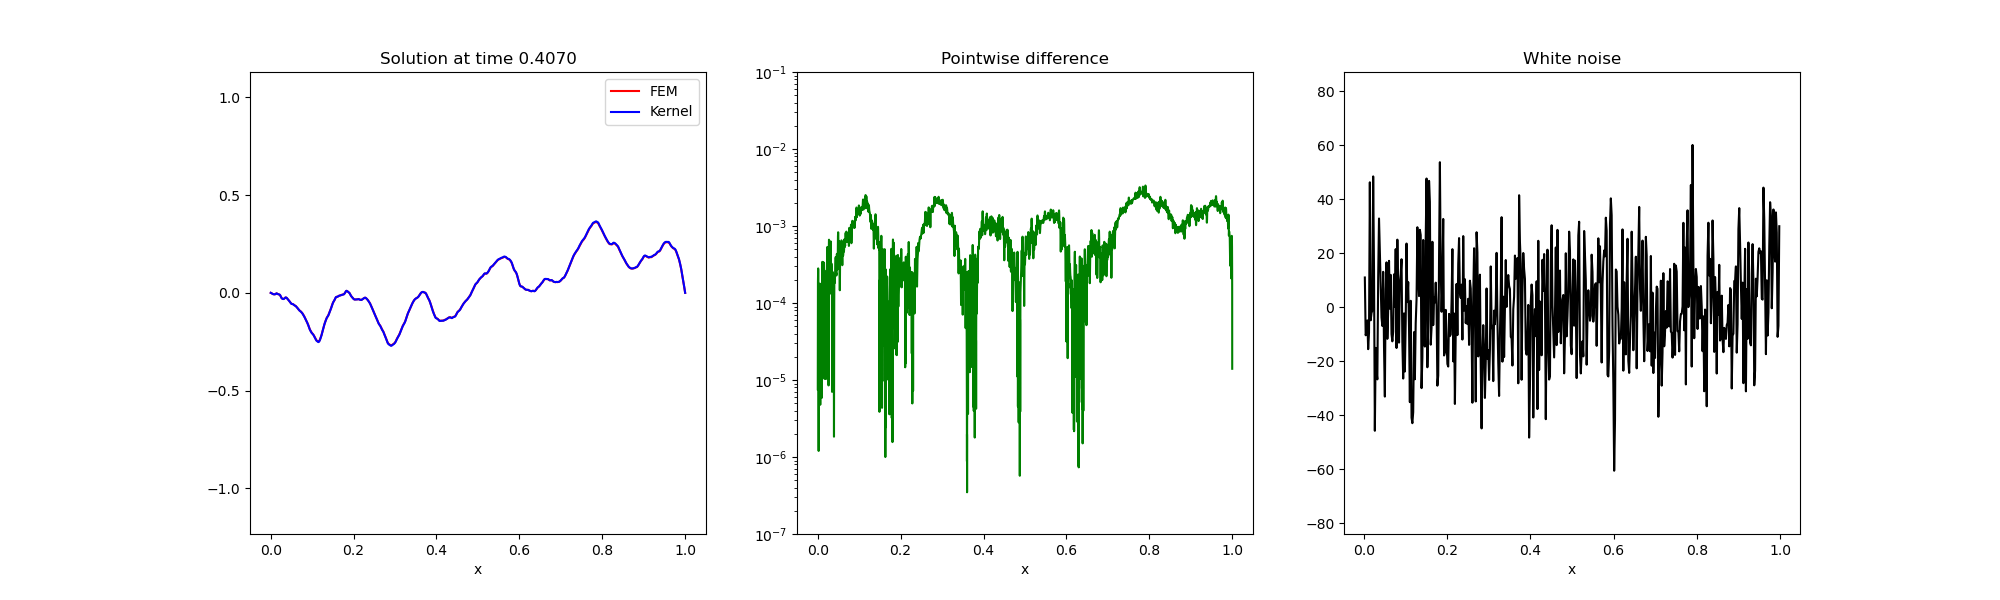 Solution at time 0.4070
1.0
0.5
0.0
−0.5
−1.0
0.0 0.2 0.4 0.6 0.8 1.0
x
FEM
Kernel
Pointwise difference
10⁻¹
10⁻²
10⁻³
10⁻⁴
10⁻⁵
10⁻⁶
10⁻⁷
0.0 0.2 0.4 0.6 0.8 1.0
x
White noise
80
60
40
20
0
−20
−40
−60
−80
0.0 0.2 0.4 0.6 0.8 1.0
x